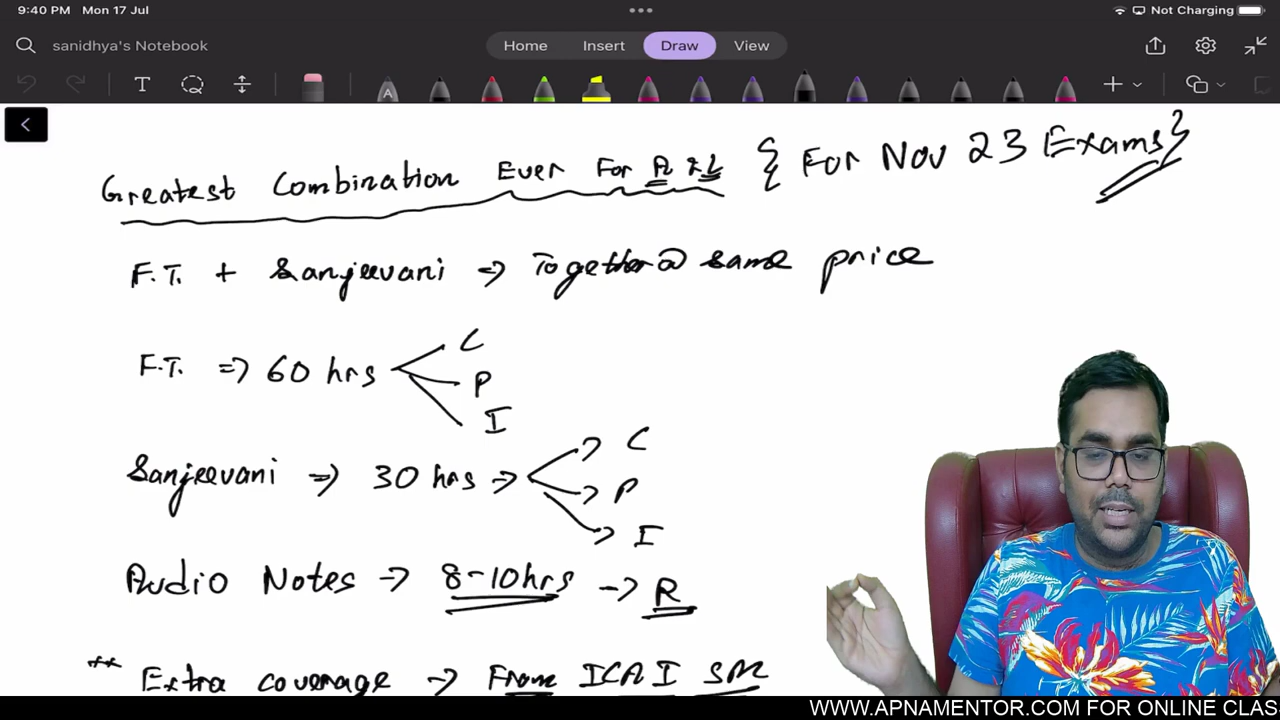 9:40 PM Mon 17 Jul
Not Charging
sanidhya's Notebook
Home Insert Draw View
T
A
Greatest Combination Ever For A & L { For Nov 23 Exams }
F.T. + Sanjeevani => Together @ same price
F.T. => 60 hrs
C
P
I
Sanjeevani => 30 hrs ->
C
P
I
Audio Notes -> 8-10hrs -> R
** Extra coverage -> From ICAI SM
WWW.APNAMENTOR.COM FOR ONLINE CLAS